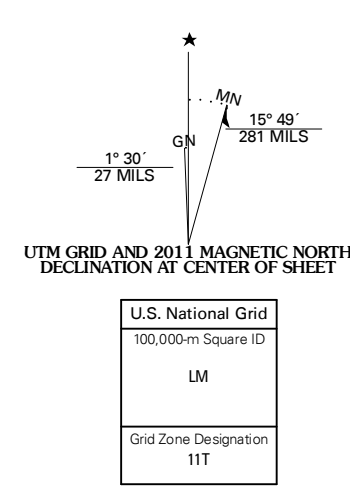 MN
15° 49´
281 MILS
GN
1° 30´
27 MILS
UTM GRID AND 2011 MAGNETIC NORTH
DECLINATION AT CENTER OF SHEET
U.S. National Grid
100,000-m Square ID
LM
Grid Zone Designation
11T